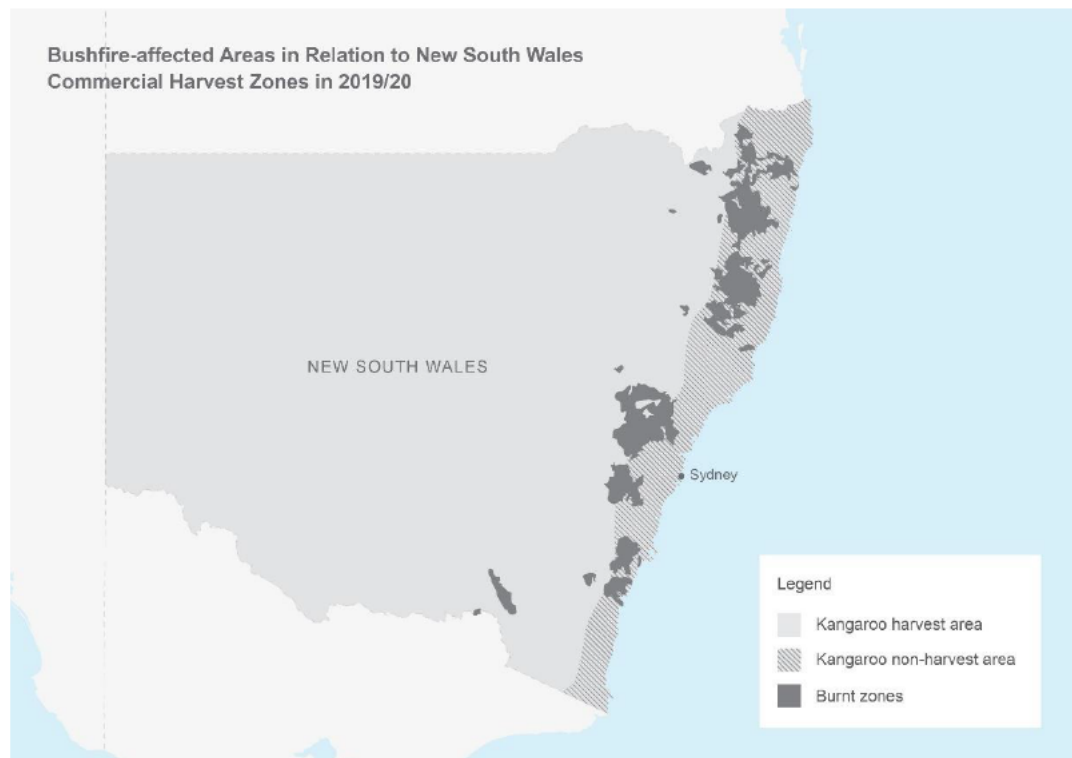 Bushfire-affected Areas in Relation to New South Wales
Commercial Harvest Zones in 2019/20
NEW SOUTH WALES
Sydney
Legend
Kangaroo harvest area
Kangaroo non-harvest area
Burnt zones